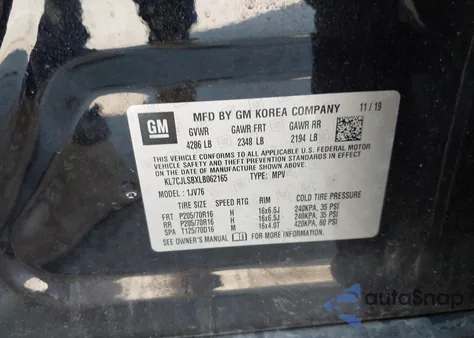 GM
MFD BY GM KOREA COMPANY 11/19
GVWR GAWR FRT GAWR RR
4286 LB 2348 LB 2194 LB
THIS VEHICLE CONFORMS TO ALL APPLICABLE U.S. FEDERAL MOTOR
VEHICLE SAFETY AND THEFT PREVENTION STANDARDS IN EFFECT ON
THE DATE OF MANUFACTURE SHOWN ABOVE.
KL7CJLSBXLB062165 TYPE: MPV
MODEL: 1JV76
TIRE SIZE SPEED RTG RIM COLD TIRE PRESSURE
FRT P205/70R16 H 16x6.5J 240KPA, 35 PSI
RR P205/70R16 H 16x6.5J 240KPA, 35 PSI
SPA T125/70D16 M 16x4.0T 420KPA, 60 PSI
SEE OWNER'S MANUAL FOR ADDITIONAL INFORMATION.
autoSnap